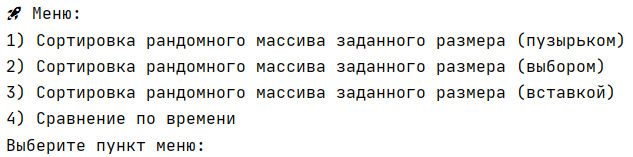 🚀 Меню:
1) Сортировка рандомного массива заданного размера (пузырьком)
2) Сортировка рандомного массива заданного размера (выбором)
3) Сортировка рандомного массива заданного размера (вставкой)
4) Сравнение по времени
Выберите пункт меню: